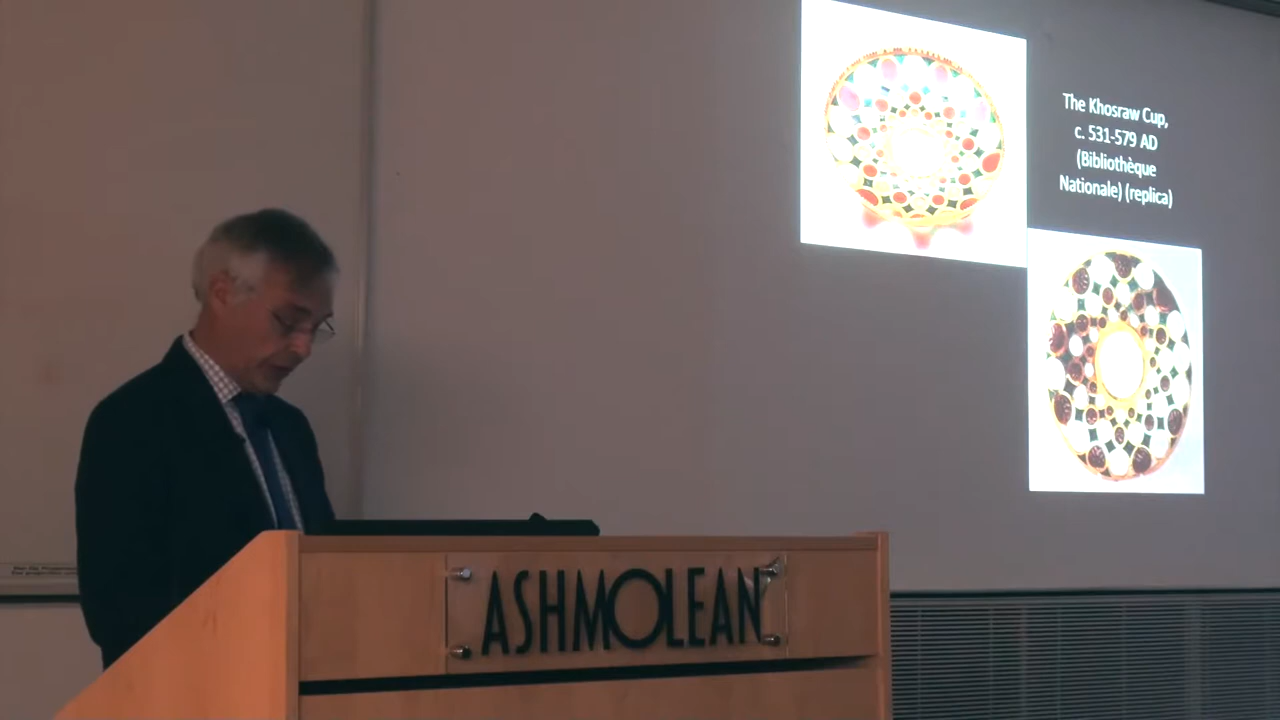 The Khosraw Cup,
c. 531-579 AD
(Bibliothèque
Nationale) (replica)
ASHMOLEAN